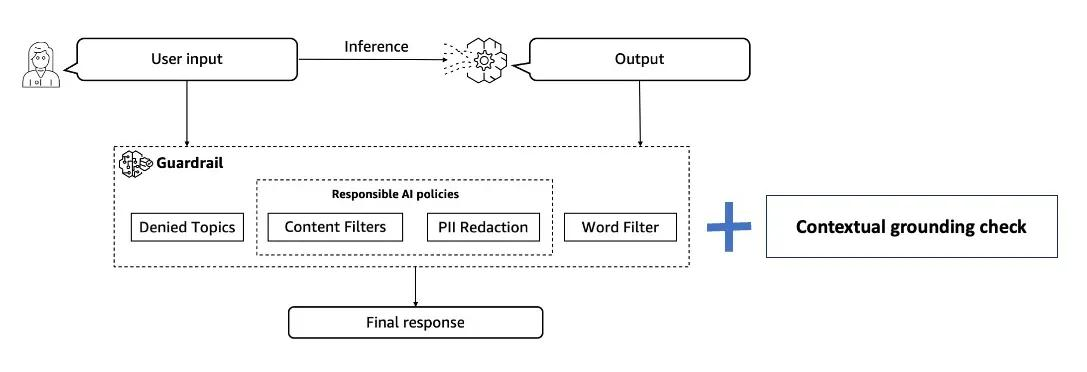 User input
Inference
Output
Guardrail
Responsible AI policies
Denied Topics
Content Filters
PII Redaction
Word Filter
Contextual grounding check
Final response